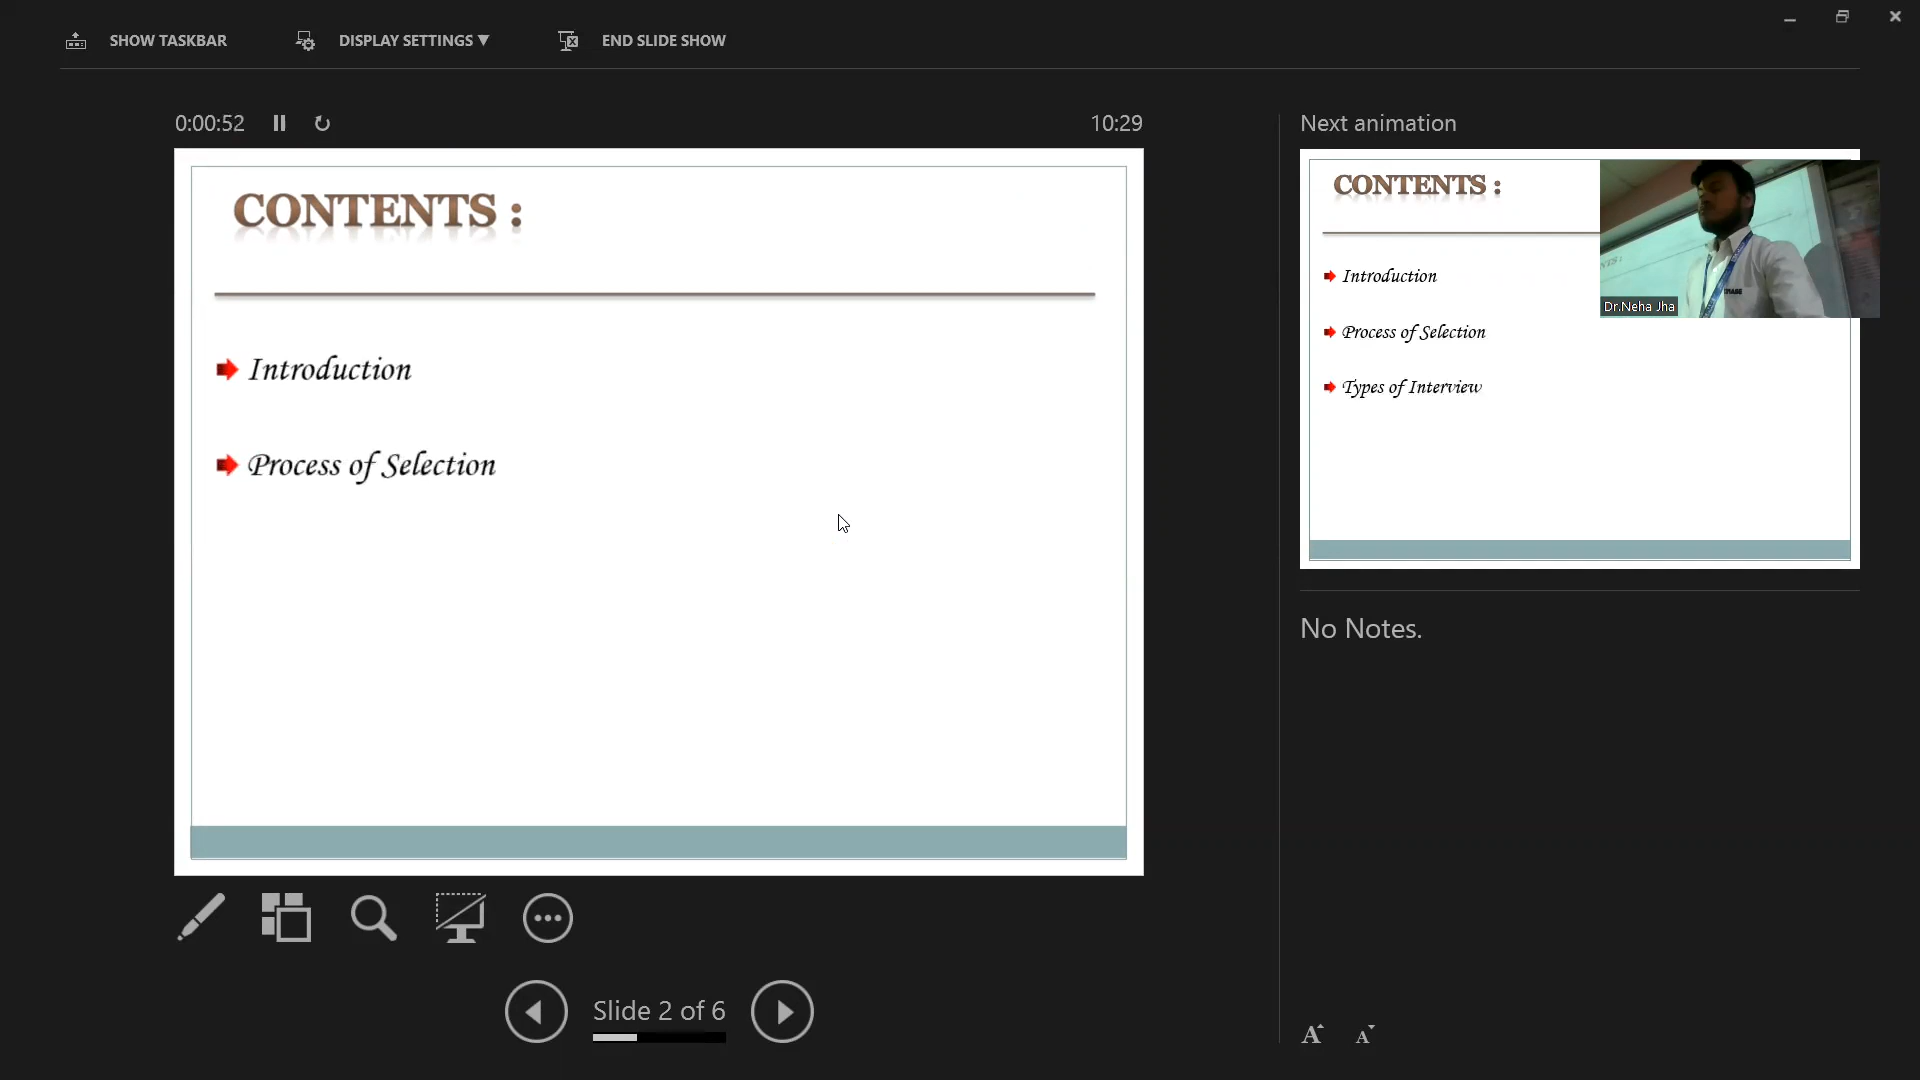 SHOW TASKBAR
DISPLAY SETTINGS ▼
END SLIDE SHOW
0:00:52
10:29
CONTENTS :
Introduction
Process of Selection
Slide 2 of 6
Next animation
CONTENTS :
Introduction
Process of Selection
Types of Interview
Dr.Neha Jha
No Notes.
A
A